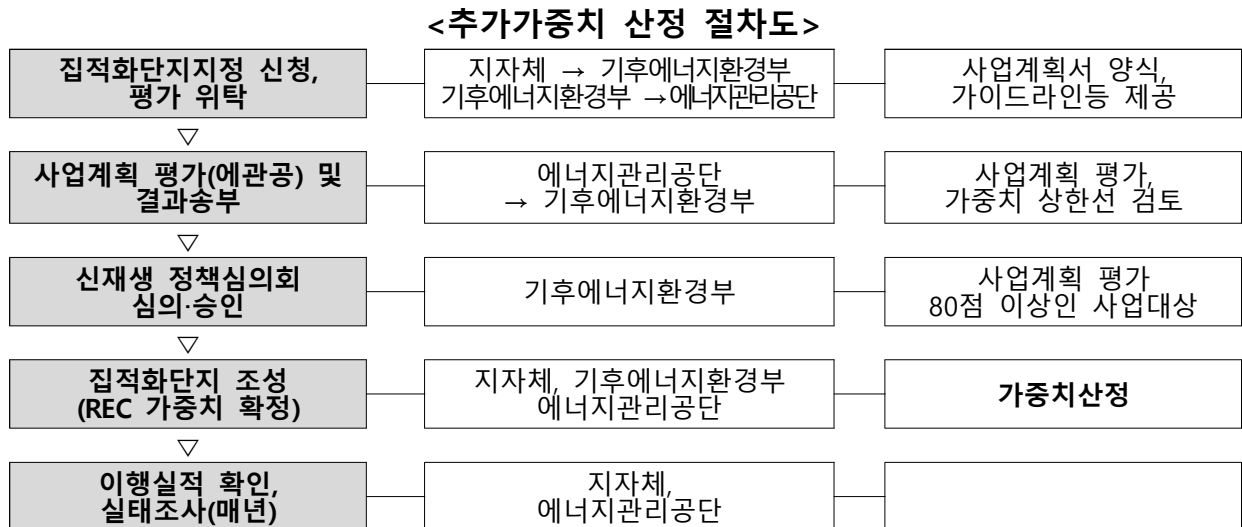 <추가가중치 산정 절차도>
집적화단지지정 신청,
평가 위탁
지자체 → 기후에너지환경부
기후에너지환경부 →에너지관리공단
사업계획서 양식,
가이드라인등 제공
▽
사업계획 평가(에관공) 및
결과송부
에너지관리공단
→ 기후에너지환경부
사업계획 평가,
가중치 상한선 검토
▽
신재생 정책심의회
심의·승인
기후에너지환경부
사업계획 평가
80점 이상인 사업대상
▽
집적화단지 조성
(REC 가중치 확정)
지자체, 기후에너지환경부
에너지관리공단
가중치산정
▽
이행실적 확인,
실태조사(매년)
지자체,
에너지관리공단